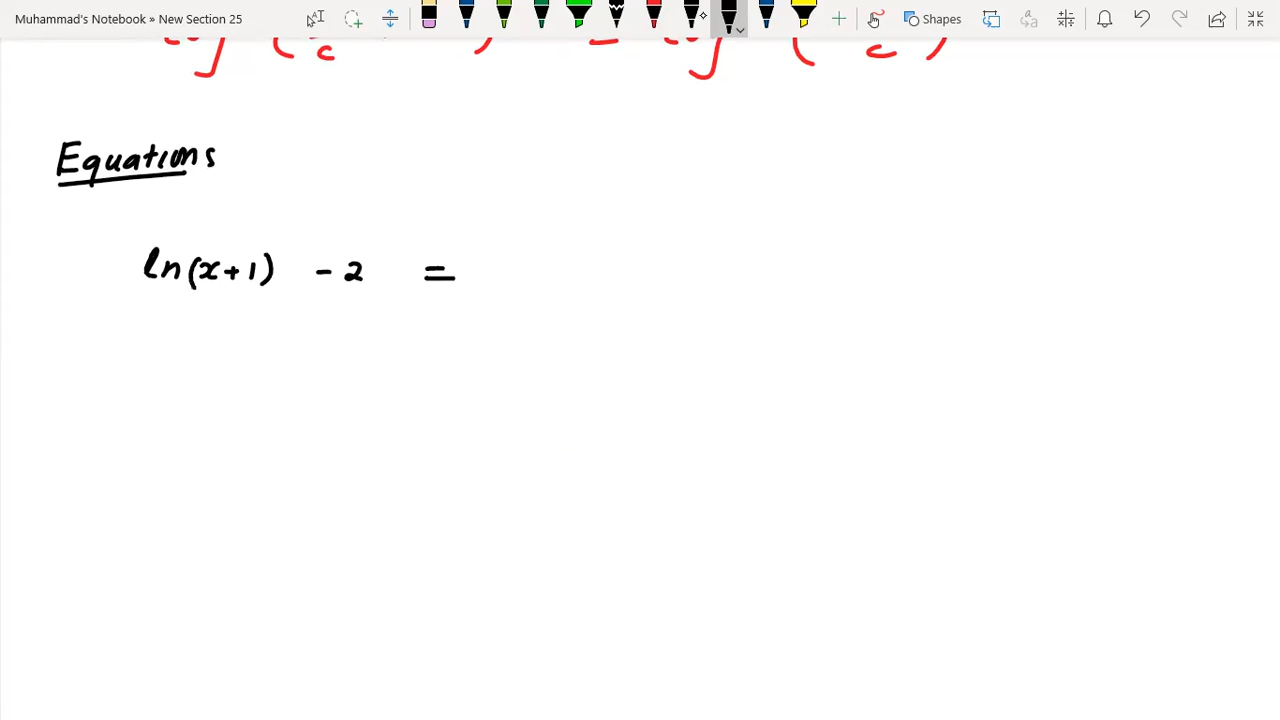 Muhammad's Notebook » New Section 25
Shapes
Equations
ln(x+1) - 2 =